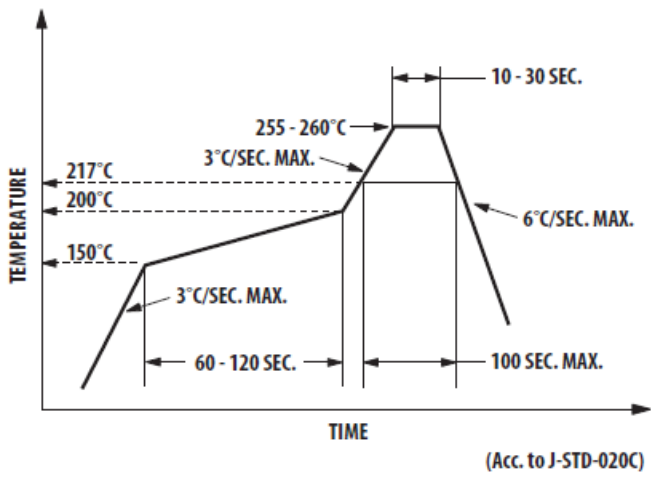 10 - 30 SEC.
255 - 260°C
3°C/SEC. MAX.
217°C
200°C
6°C/SEC. MAX.
150°C
3°C/SEC. MAX.
60 - 120 SEC.
100 SEC. MAX.
TEMPERATURE
TIME
(Acc. to J-STD-020C)